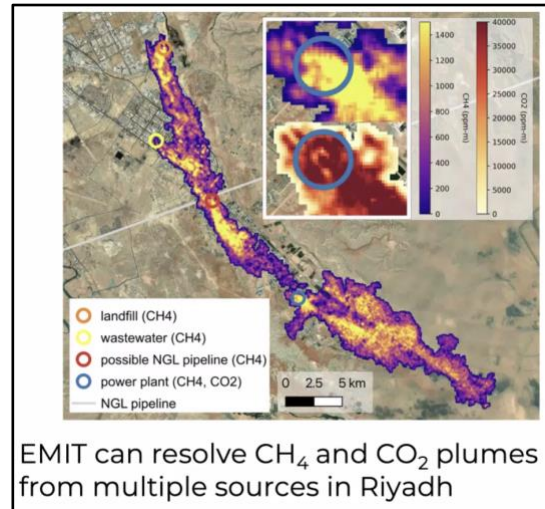 1400
1200
1000
800
600
400
200
0
CH4 (ppm-m)
40000
35000
30000
25000
20000
15000
10000
5000
0
CO2 (ppm-m)
landfill (CH4)
wastewater (CH4)
possible NGL pipeline (CH4)
power plant (CH4, CO2)
NGL pipeline
0 2.5 5 km
EMIT can resolve CH₄ and CO₂ plumes
from multiple sources in Riyadh